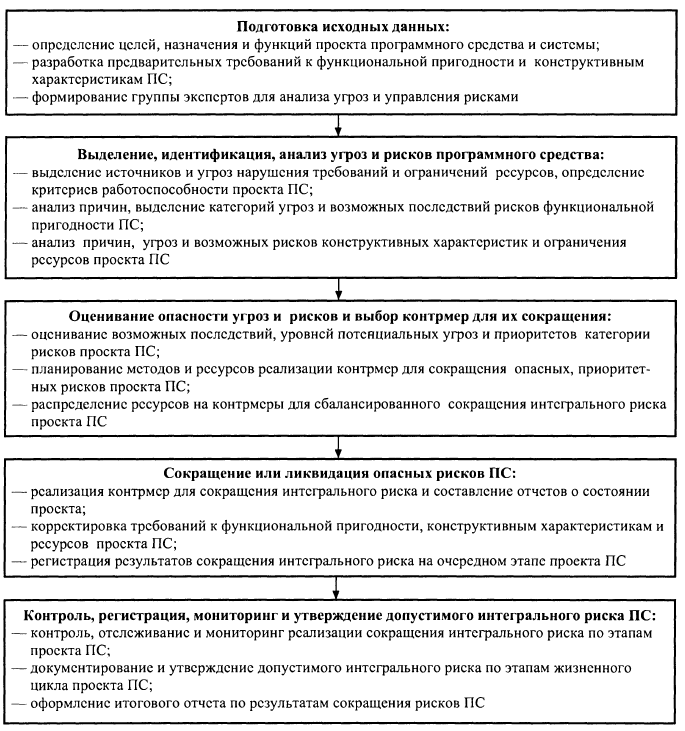 Подготовка исходных данных:
— определение целей, назначения и функций проекта программного средства и системы;
— разработка предварительных требований к функциональной пригодности и конструктивным
характеристикам ПС;
— формирование группы экспертов для анализа угроз и управления рисками
Выделение, идентификация, анализ угроз и рисков программного средства:
— выделение источников и угроз нарушения требований и ограничений ресурсов, определение
критериев работоспособности проекта ПС;
— анализ причин, выделение категорий угроз и возможных последствий рисков функциональной
пригодности ПС;
— анализ причин, угроз и возможных рисков конструктивных характеристик и ограничения
ресурсов проекта ПС
Оценивание опасности угроз и рисков и выбор контрмер для их сокращения:
— оценивание возможных последствий, уровней потенциальных угроз и приоритетов категории
рисков проекта ПС;
— планирование методов и ресурсов реализации контрмер для сокращения опасных, приоритет-
ных рисков проекта ПС;
— распределение ресурсов на контрмеры для сбалансированного сокращения интегрального риска
проекта ПС
Сокращение или ликвидация опасных рисков ПС:
— реализация контрмер для сокращения интегрального риска и составление отчетов о состоянии
проекта;
— корректировка требований к функциональной пригодности, конструктивным характеристикам и
ресурсов проекта ПС;
— регистрация результатов сокращения интегрального риска на очередном этапе проекта ПС
Контроль, регистрация, мониторинг и утверждение допустимого интегрального риска ПС:
— контроль, отслеживание и мониторинг реализации сокращения интегрального риска по этапам
проекта ПС;
— документирование и утверждение допустимого интегрального риска по этапам жизненного
цикла проекта ПС;
— оформление итогового отчета по результатам сокращения рисков ПС